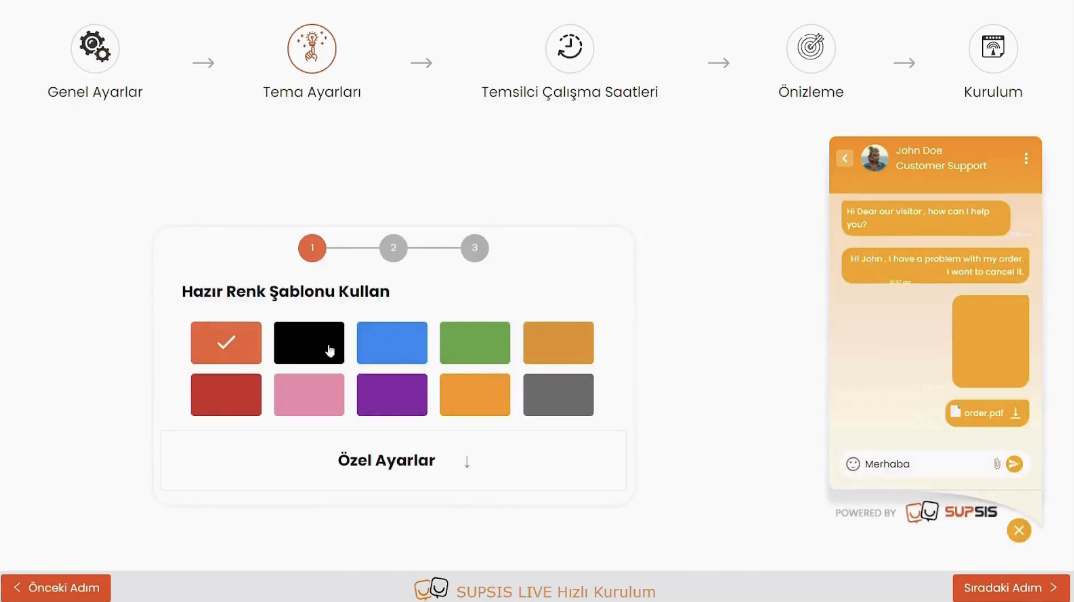 Genel Ayarlar
Tema Ayarları
Temsilci Çalışma Saatleri
Önizleme
Kurulum
1
2
3
Hazır Renk Şablonu Kullan
Özel Ayarlar
John Doe
Customer Support
Hi Dear our visitor , how can I help
you?
Hi John , I have a problem with my order.
I want to cancel it.
order.pdf
Merhaba
POWERED BY SUPSIS
Önceki Adım
SUPSIS LIVE Hızlı Kurulum
Sıradaki Adım